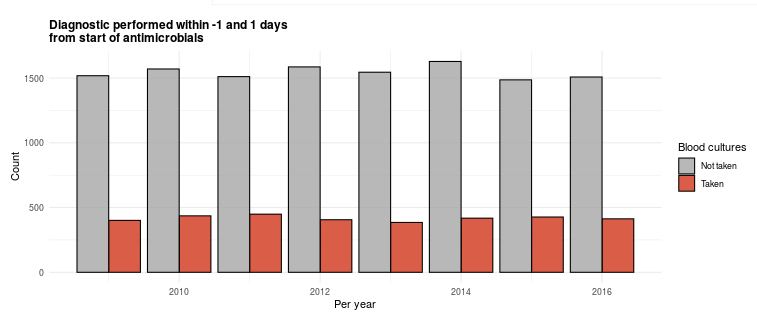 Diagnostic performed within -1 and 1 days
from start of antimicrobials
1500
1000
500
0
Count
2010
2012
2014
2016
Per year
Blood cultures
Not taken
Taken